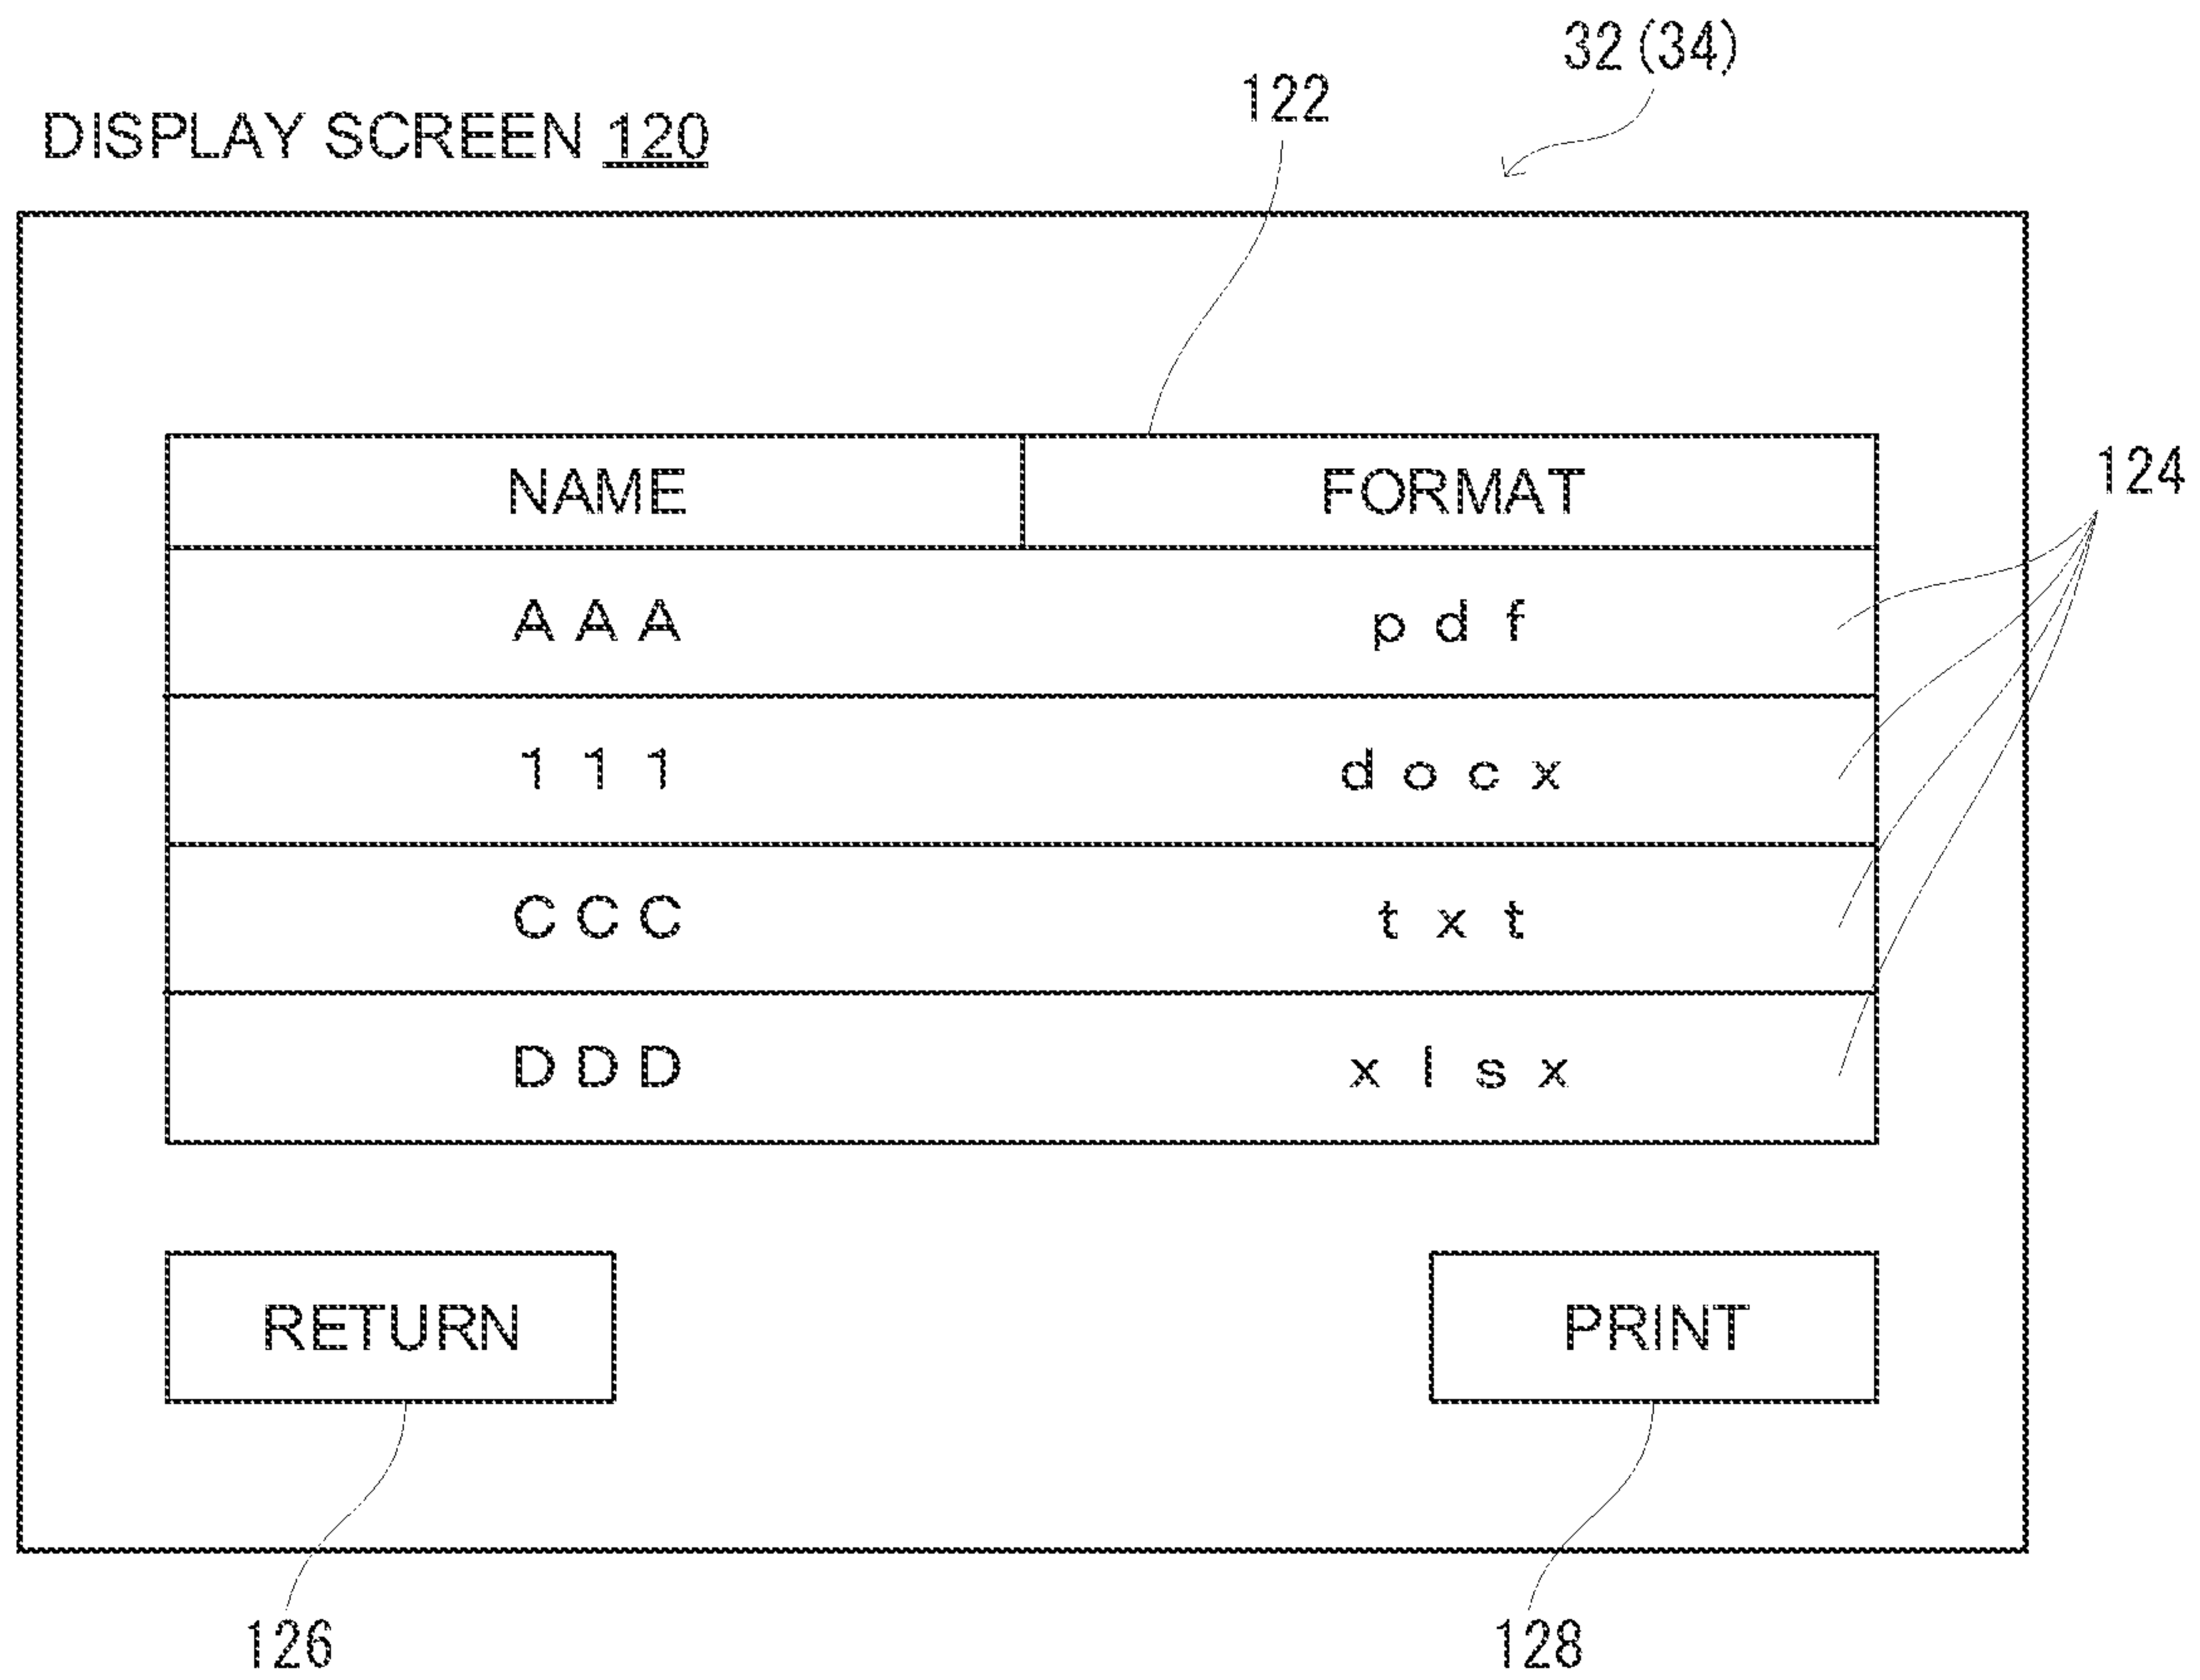 32(34)
122
DISPLAY SCREEN 120
NAME FORMAT
124
AAA pdf
111 docx
CCC txt
DDD xlsx
RETURN PRINT
126 128